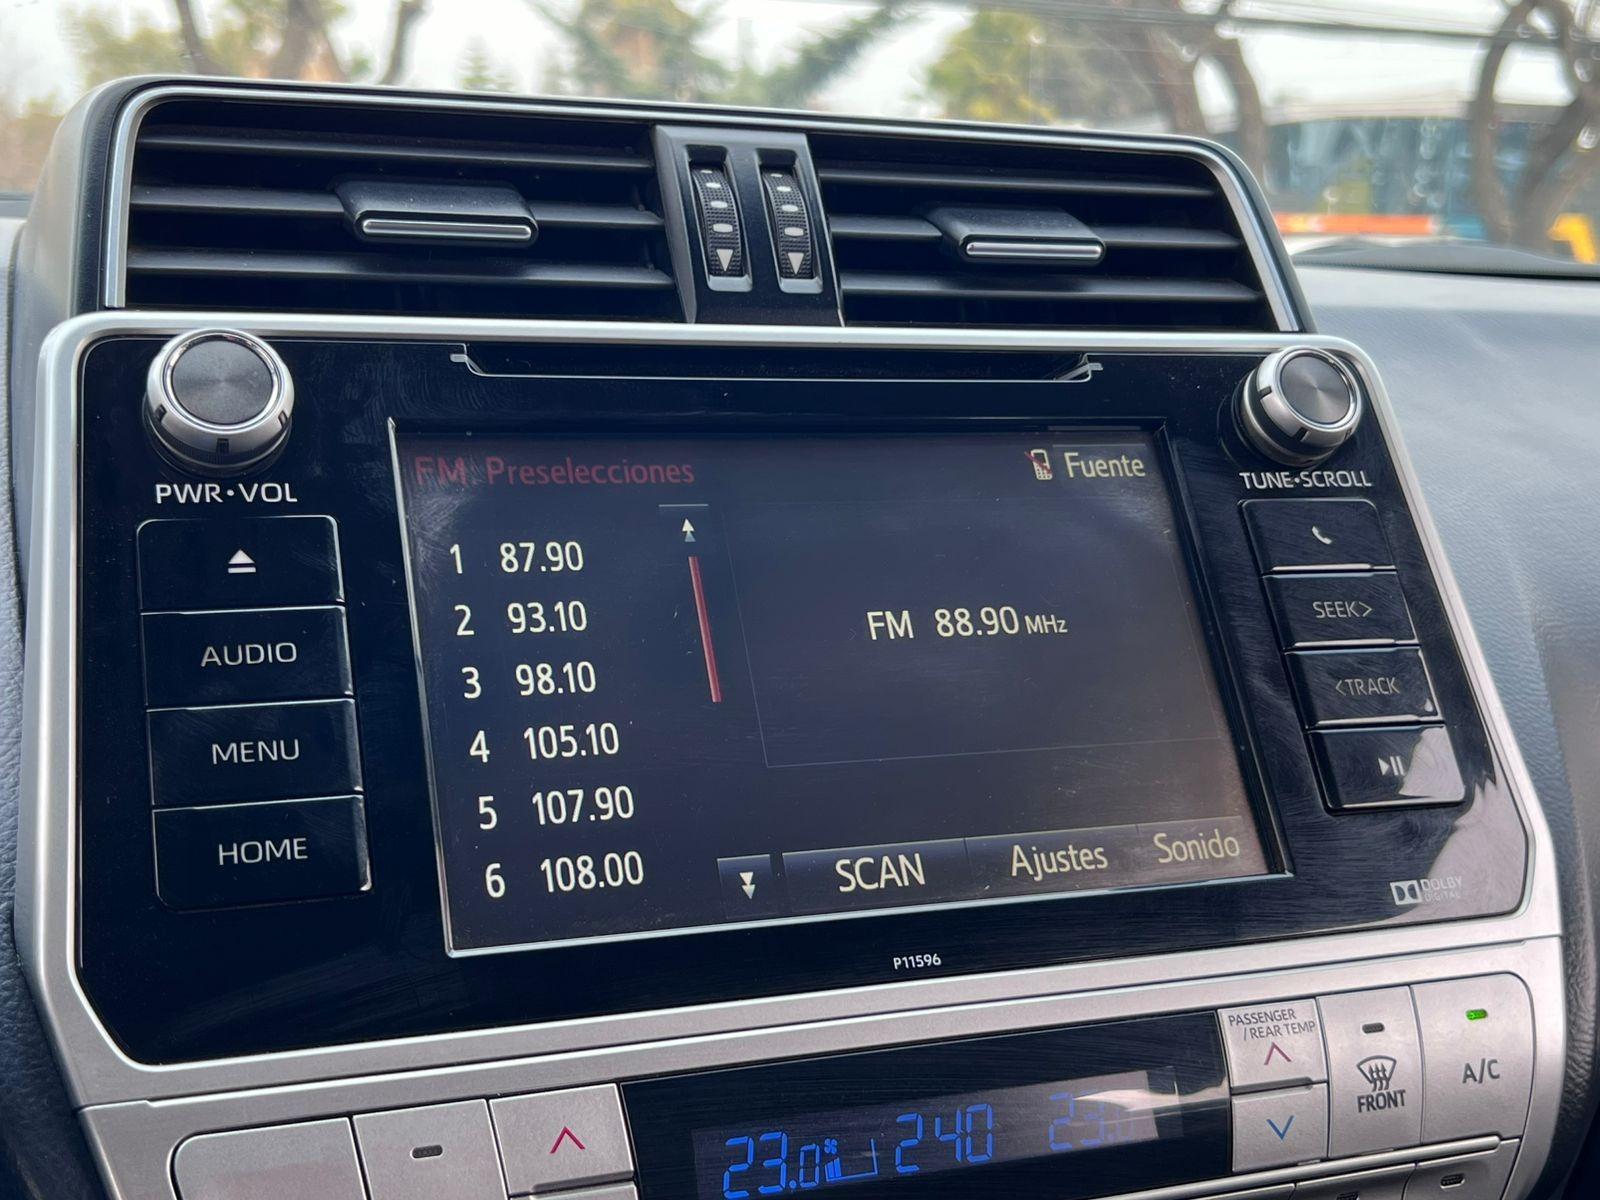 PWR•VOL
AUDIO
MENU
HOME
FM: Preselecciones
Fuente
1 87.90
2 93.10
3 98.10
4 105.10
5 107.90
6 108.00
FM 88.90 MHz
SCAN
Ajustes
Sonido
TUNE•SCROLL
SEEK>
<TRACK
DOLBY
DIGITAL
P11596
PASSENGER
/REAR TEMP
FRONT
A/C
23.0
240
23.0